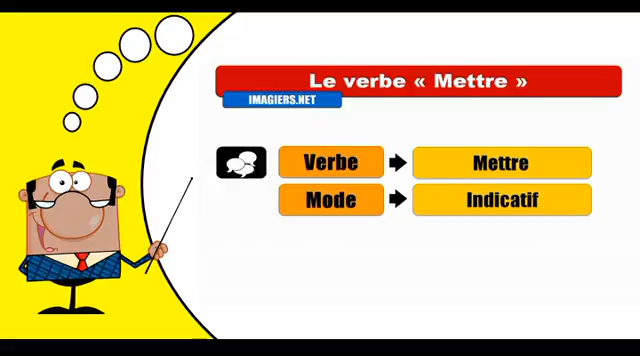 Le verbe « Mettre »
IMAGIERS.NET
Verbe Mettre
Mode Indicatif